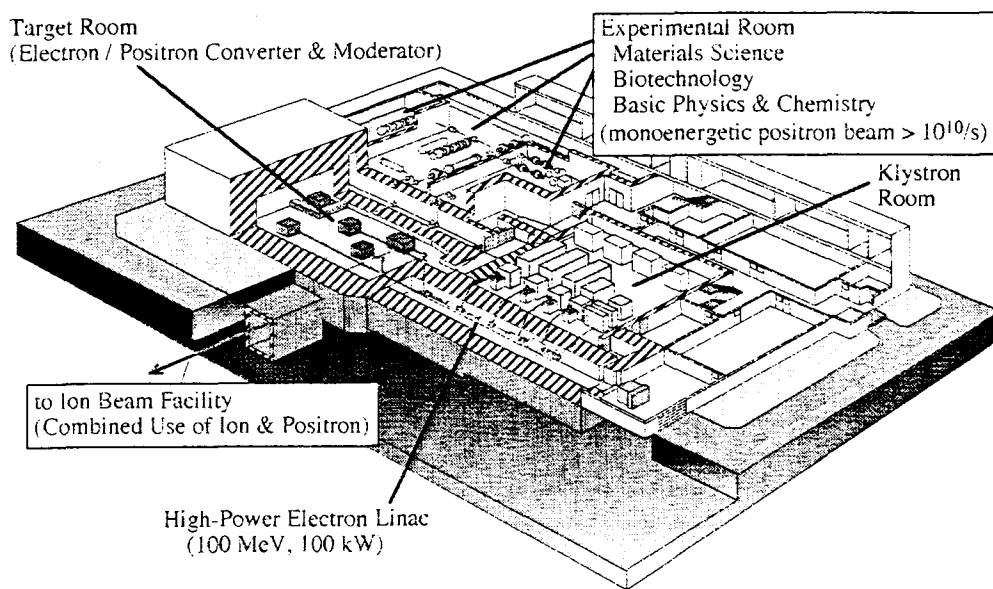 Target Room
(Electron / Positron Converter & Moderator)
Experimental Room
Materials Science
Biotechnology
Basic Physics & Chemistry
(monoenergetic positron beam > 10¹⁰/s)
Klystron
Room
to Ion Beam Facility
(Combined Use of Ion & Positron)
High-Power Electron Linac
(100 MeV, 100 kW)